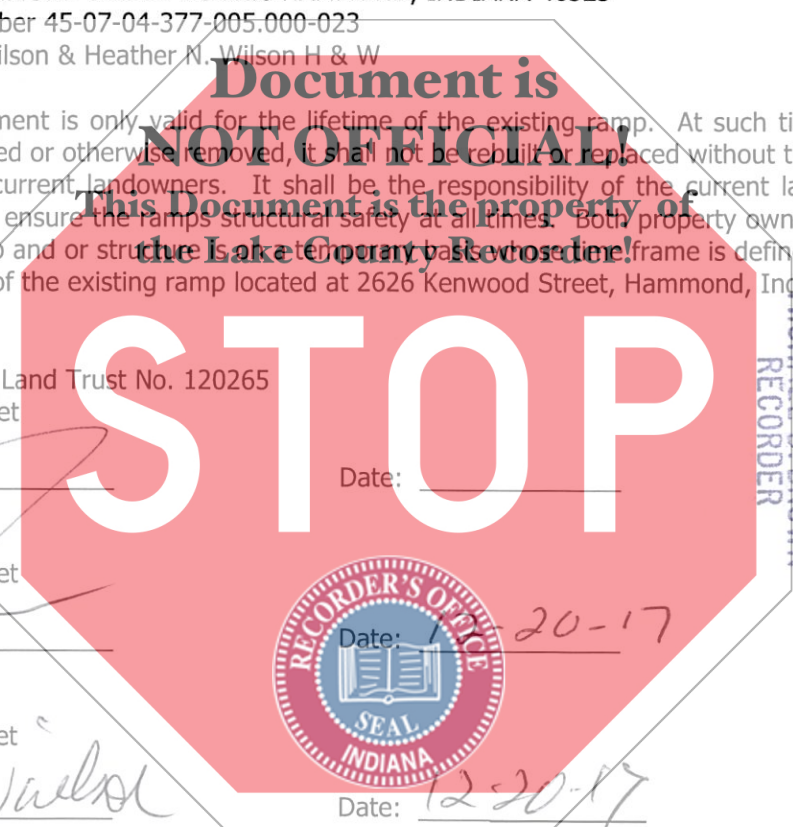 ber 45-07-04-377-005.000-023
ilson & Heather N. Wilson H & W
Document is
ment is only valid for the lifetime of the existing ramp. At such ti
NOT OFFICIAL!
ed or otherwise removed, it shall not be rebuilt or replaced without t
current landowners. It shall be the responsibility of the current la
This Document is the property of
ensure the ramps structural safety at all times. Both property own
the Lake County Recorder!
and or structure is on a temporary basis whose time frame is defin
of the existing ramp located at 2626 Kenwood Street, Hammond, Ind
STOP
RECORDER
Land Trust No. 120265
et
Date:
et
RECORDER'S OFFICE
Date: 12-20-17
SEAL
INDIANA
et
Wilson
Date: 12-20-17